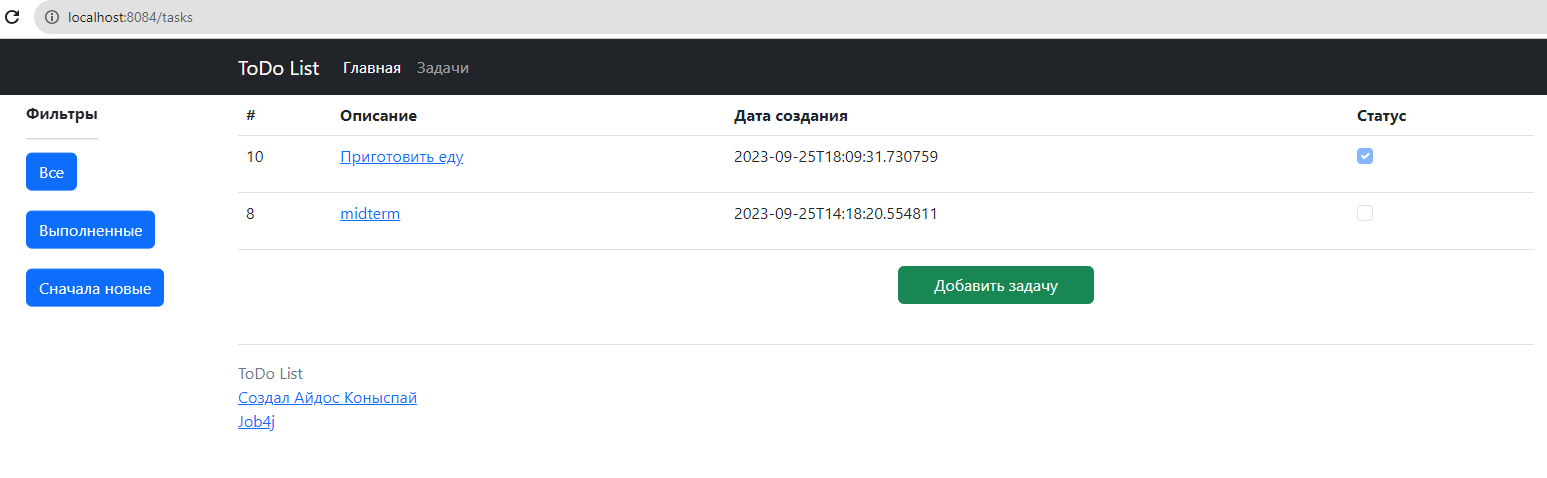 localhost:8084/tasks
ToDo List Главная Задачи
Фильтры
Все
Выполненные
Сначала новые
# Описание Дата создания Статус
10 Приготовить еду 2023-09-25T18:09:31.730759
8 midterm 2023-09-25T14:18:20.554811
Добавить задачу
ToDo List
Создал Айдос Коныспай
Job4j